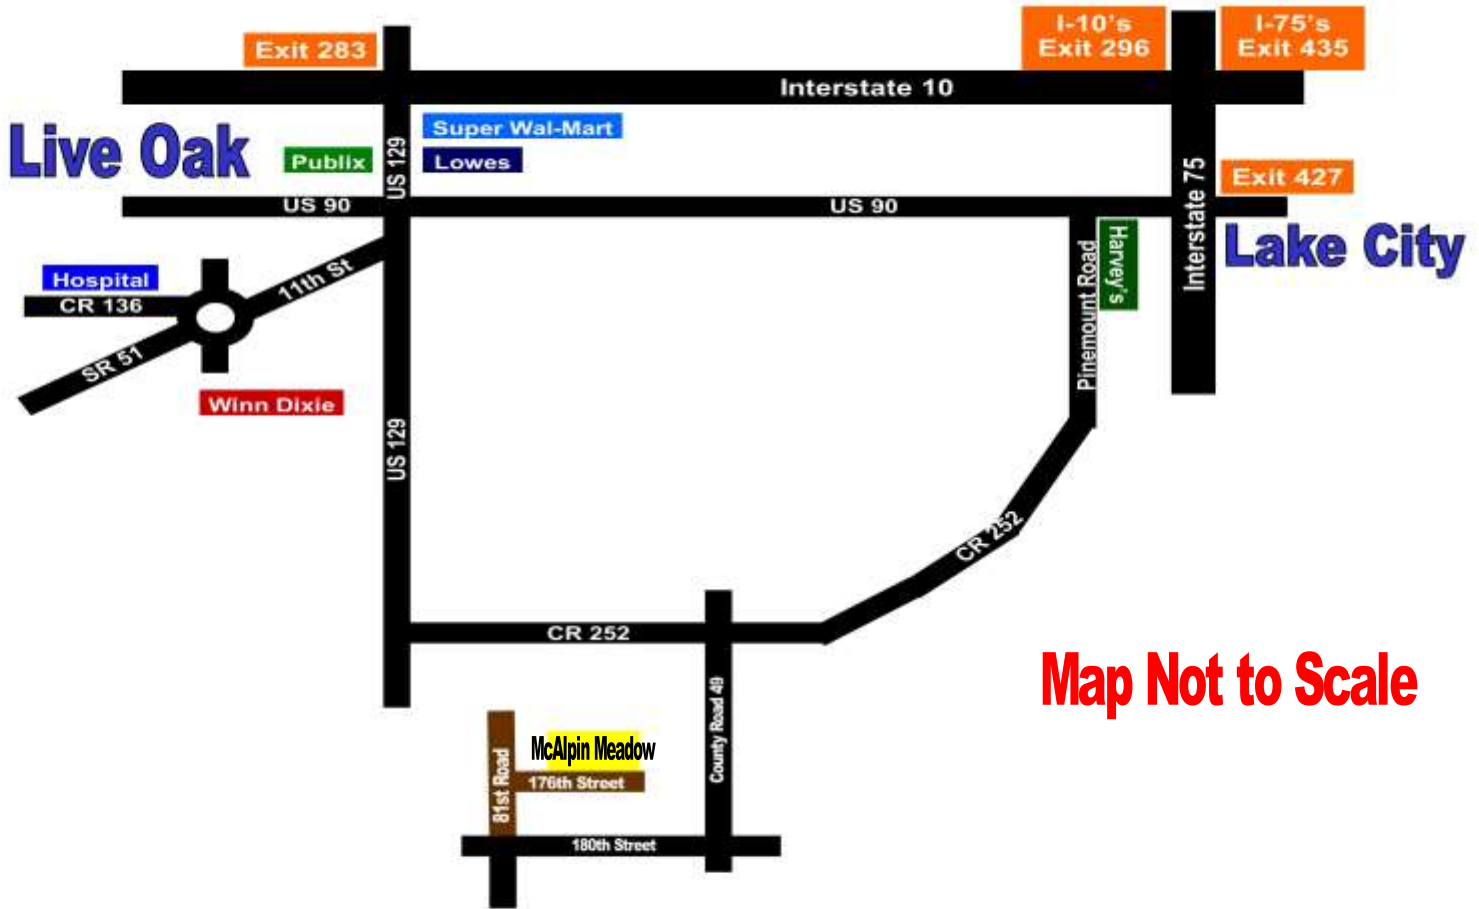 I-10's
Exit 296
I-75's
Exit 435
Exit 283
Interstate 10
Super Wal-Mart
Live Oak
Publix
US 129
Lowes
Interstate 75
Exit 427
US 90
US 90
Lake City
Harvey's
Pinemount Road
Hospital
11th St
CR 136
SR 51
Winn Dixie
US 129
CR 252
CR 252
Map Not to Scale
County Road 49
McAlpin Meadow
81st Road
176th Street
180th Street